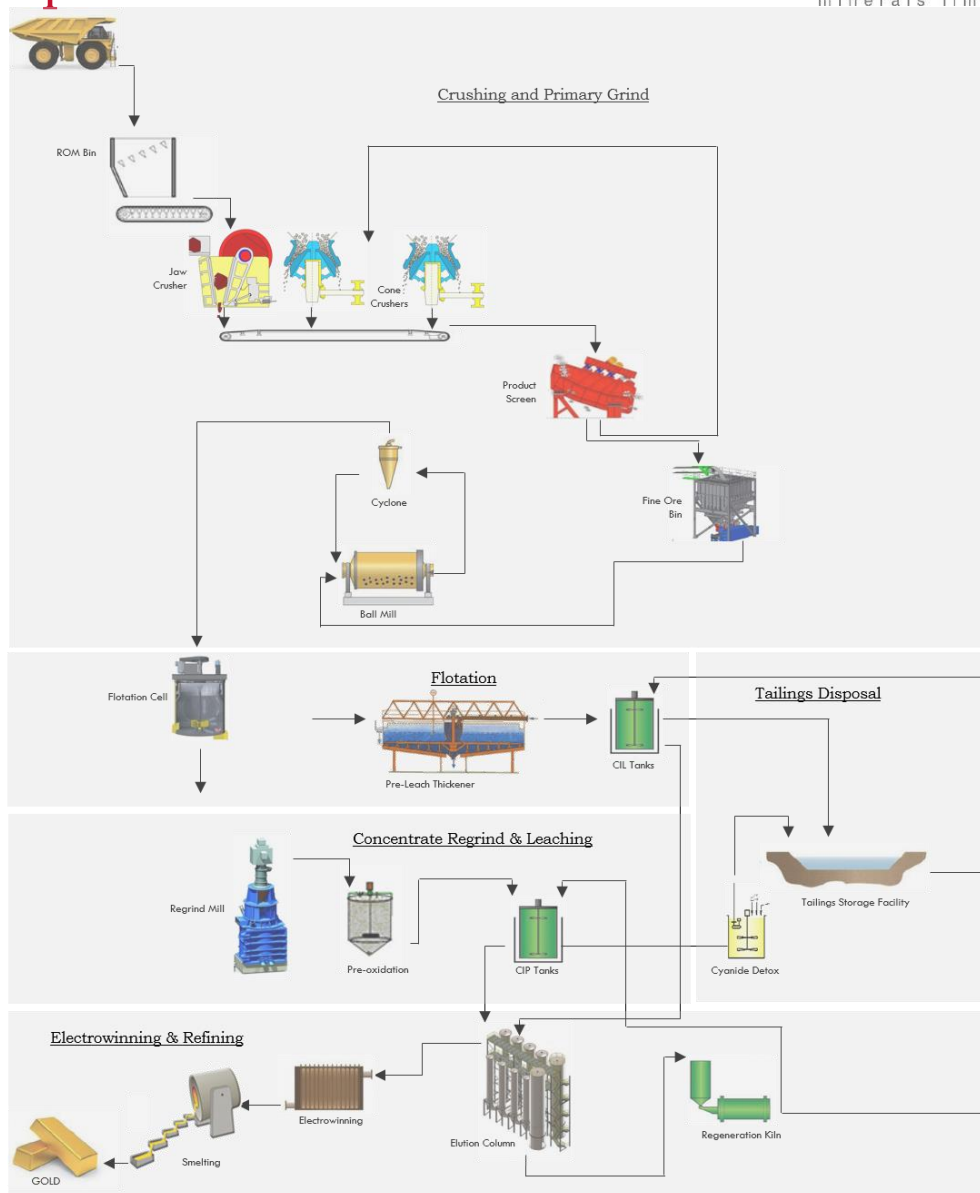 Crushing and Primary Grind
ROM Bin
Jaw
Crusher
Cone
Crushers
Product
Screen
Cyclone
Fine Ore
Bin
Ball Mill
Flotation
Tailings Disposal
Flotation Cell
CIL Tanks
Pre-Leach Thickener
Concentrate Regrind & Leaching
Regrind Mill
Tailings Storage Facility
Pre-oxidation
CIP Tanks
Cyanide Detox
Electrowinning & Refining
Electrowinning
Elution Column
Regeneration Kiln
Smelting
GOLD